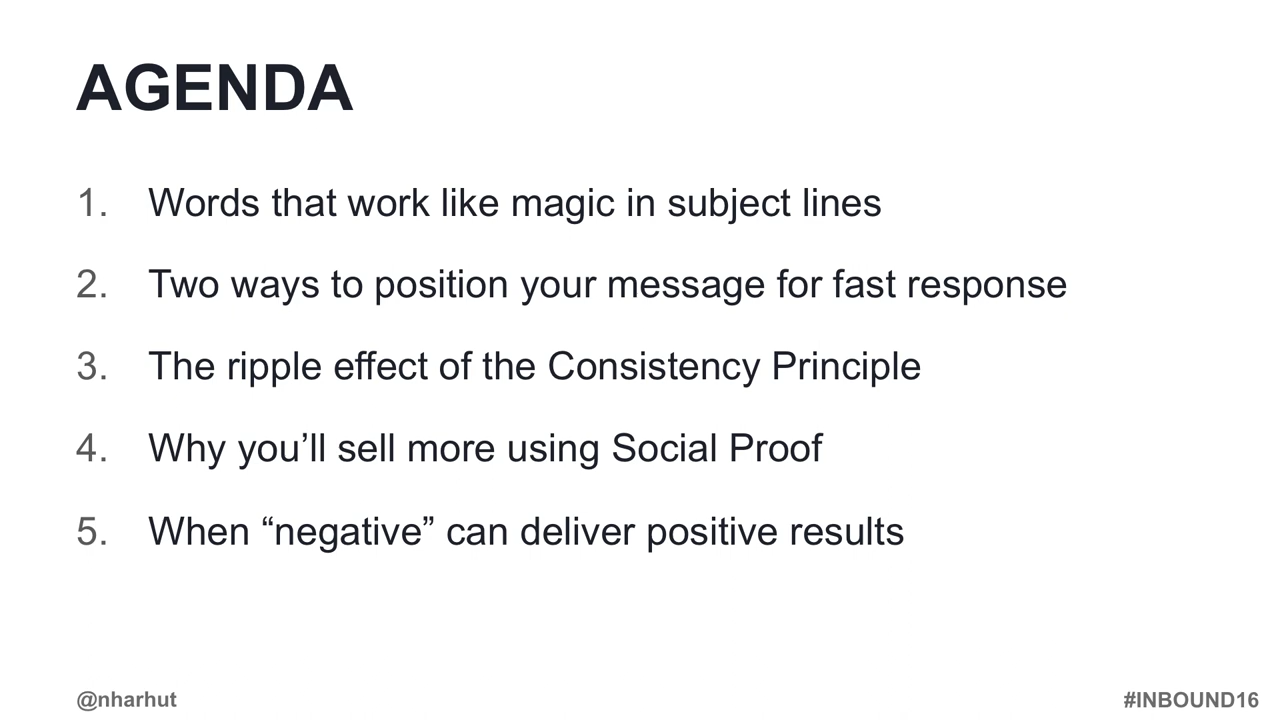 AGENDA
1. Words that work like magic in subject lines
2. Two ways to position your message for fast response
3. The ripple effect of the Consistency Principle
4. Why you’ll sell more using Social Proof
5. When “negative” can deliver positive results
@nharhut
#INBOUND16